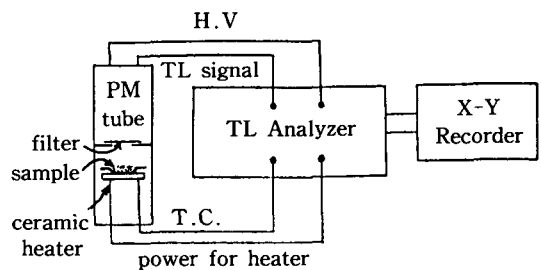 H.V
TL signal
PM
tube
TL Analyzer
X-Y
Recorder
filter
sample
ceramic
heater
T.C.
power for heater